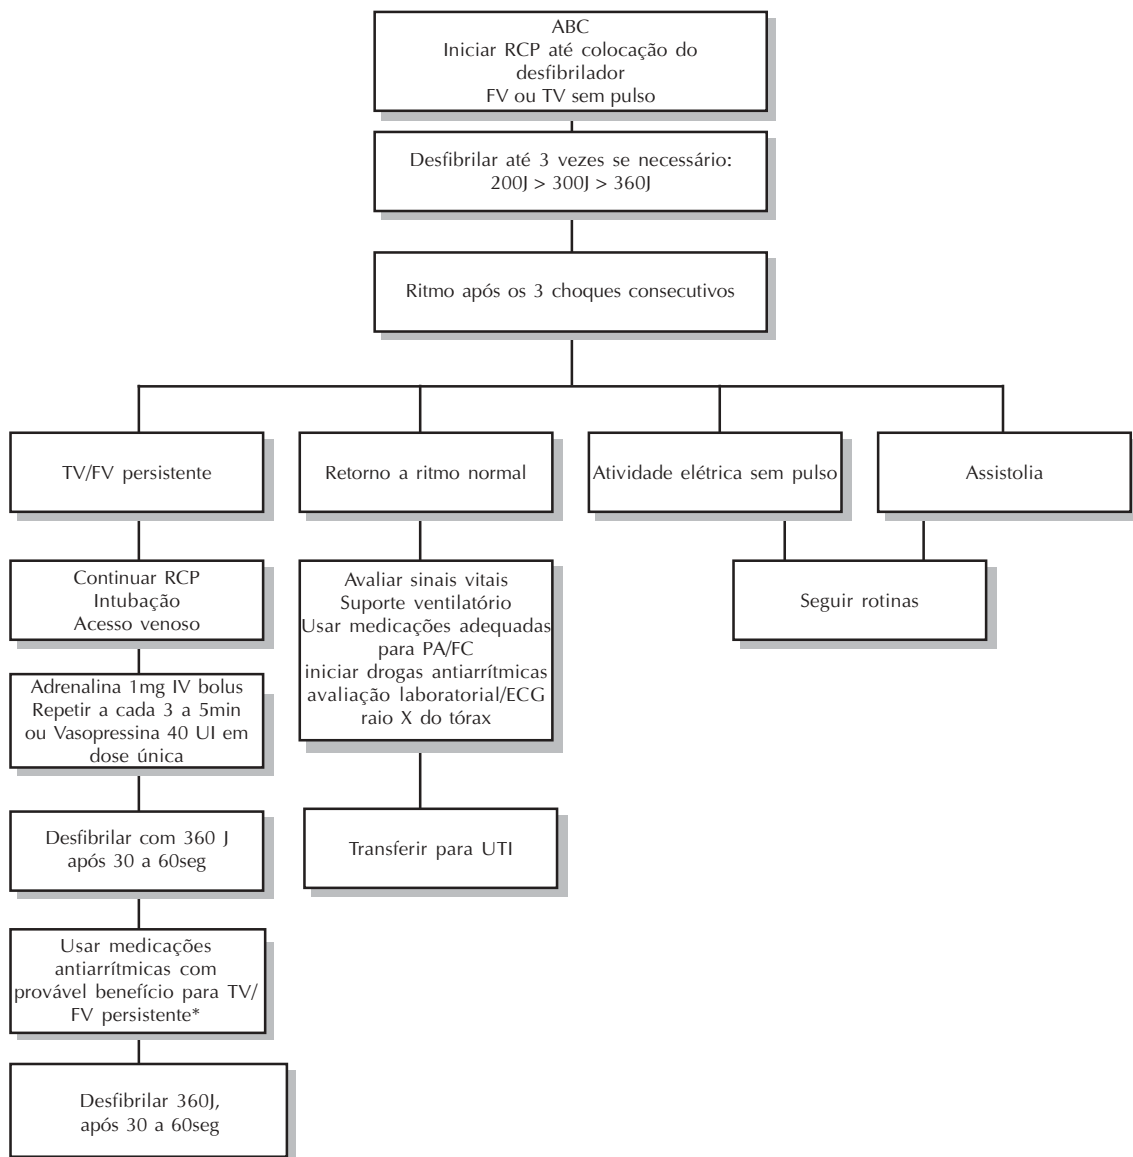 ABC
Iniciar RCP até colocação do
desfibrilador
FV ou TV sem pulso
Desfibrilar até 3 vezes se necessário:
200J > 300J > 360J
Ritmo após os 3 choques consecutivos
TV/FV persistente
Retorno a ritmo normal
Atividade elétrica sem pulso
Assistolia
Continuar RCP
Intubação
Acesso venoso
Avaliar sinais vitais
Suporte ventilatório
Usar medicações adequadas
para PA/FC
iniciar drogas antiarrítmicas
avaliação laboratorial/ECG
raio X do tórax
Seguir rotinas
Adrenalina 1mg IV bolus
Repetir a cada 3 a 5min
ou Vasopressina 40 UI em
dose única
Desfibrilar com 360 J
após 30 a 60seg
Transferir para UTI
Usar medicações
antiarrítmicas com
provável benefício para TV/
FV persistente*
Desfibrilar 360J,
após 30 a 60seg